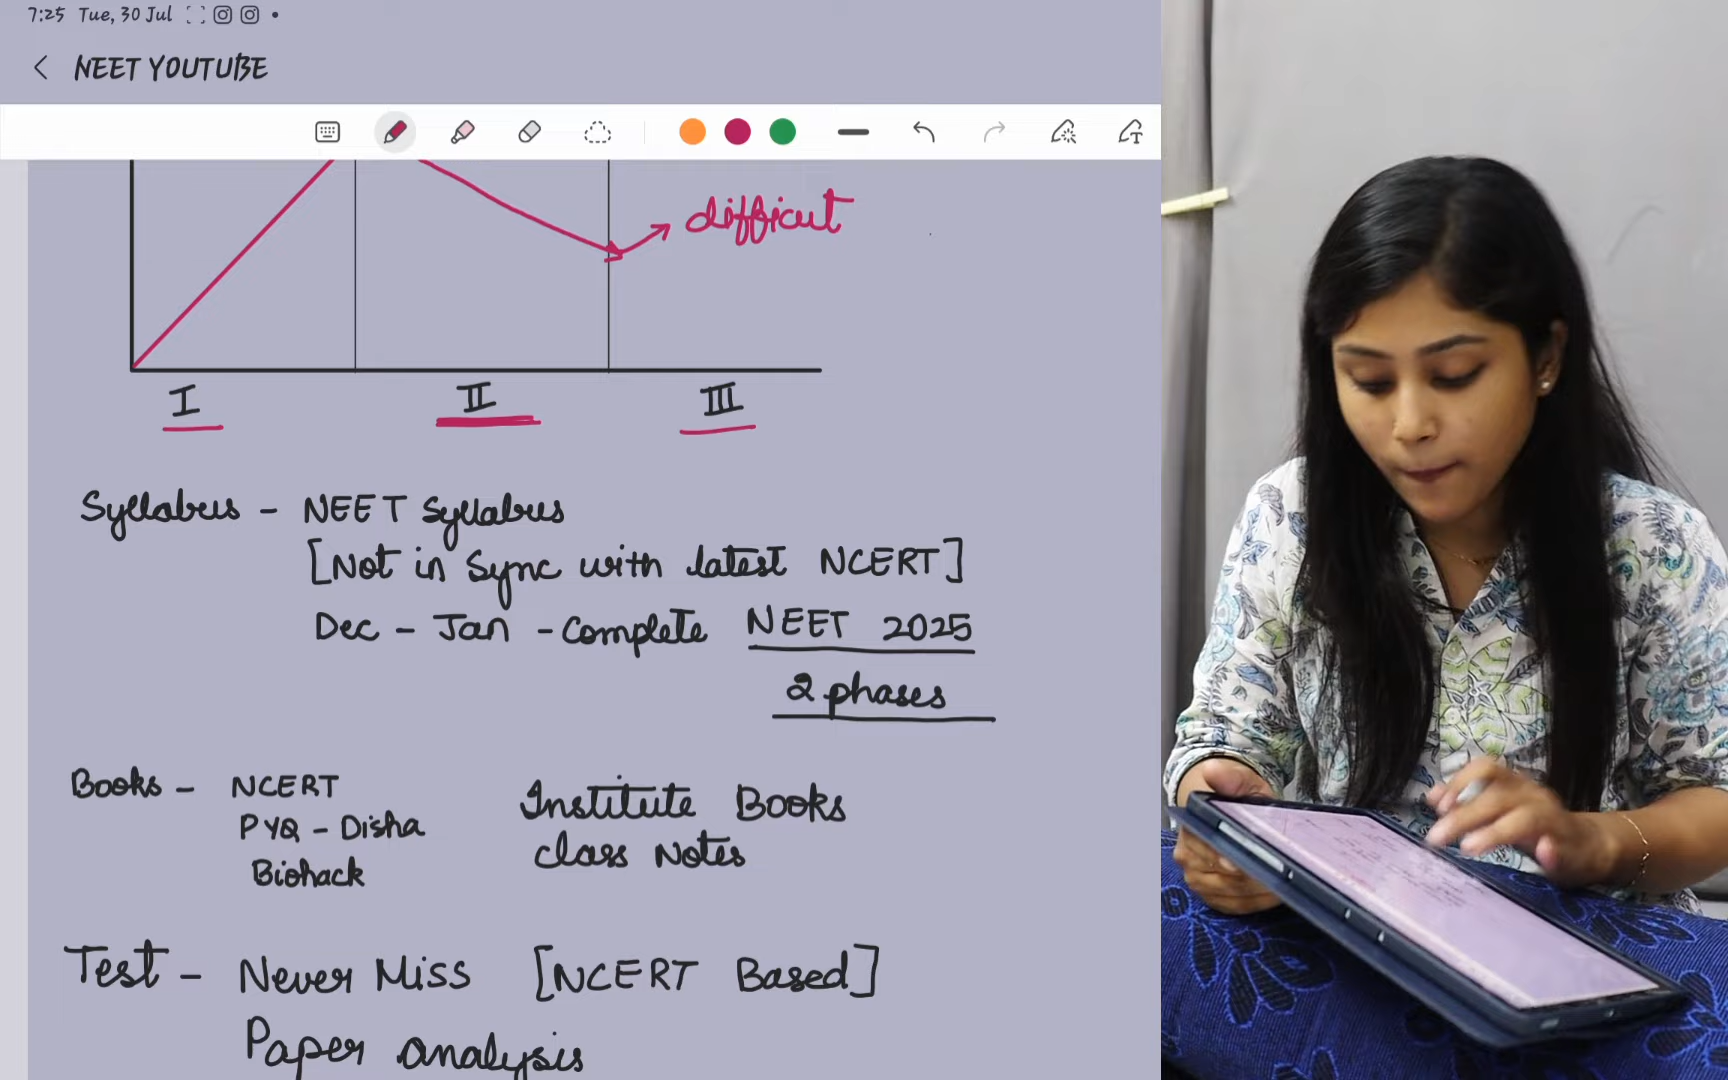 7:25 Tue, 30 Jul
NEET YOUTUBE
difficut
I II III
Syllabus - NEET Syllabus
[Not in Sync with latest NCERT]
Dec - Jan - Complete NEET 2025
2 phases
Books - NCERT
PYQ - Disha
Biohack
Institute Books
Class Notes
Test - Never Miss [NCERT Based]
Paper analysis